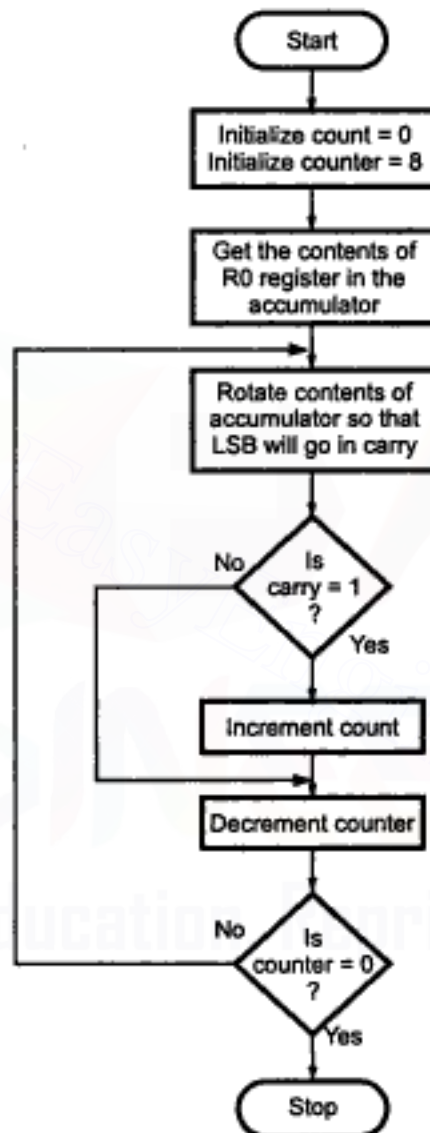 Start
Initialize count = 0
Initialize counter = 8
Get the contents of
R0 register in the
accumulator
Rotate contents of
accumulator so that
LSB will go in carry
Is
carry = 1
?
No
Yes
Increment count
Decrement counter
Is
counter = 0
?
No
Yes
Stop